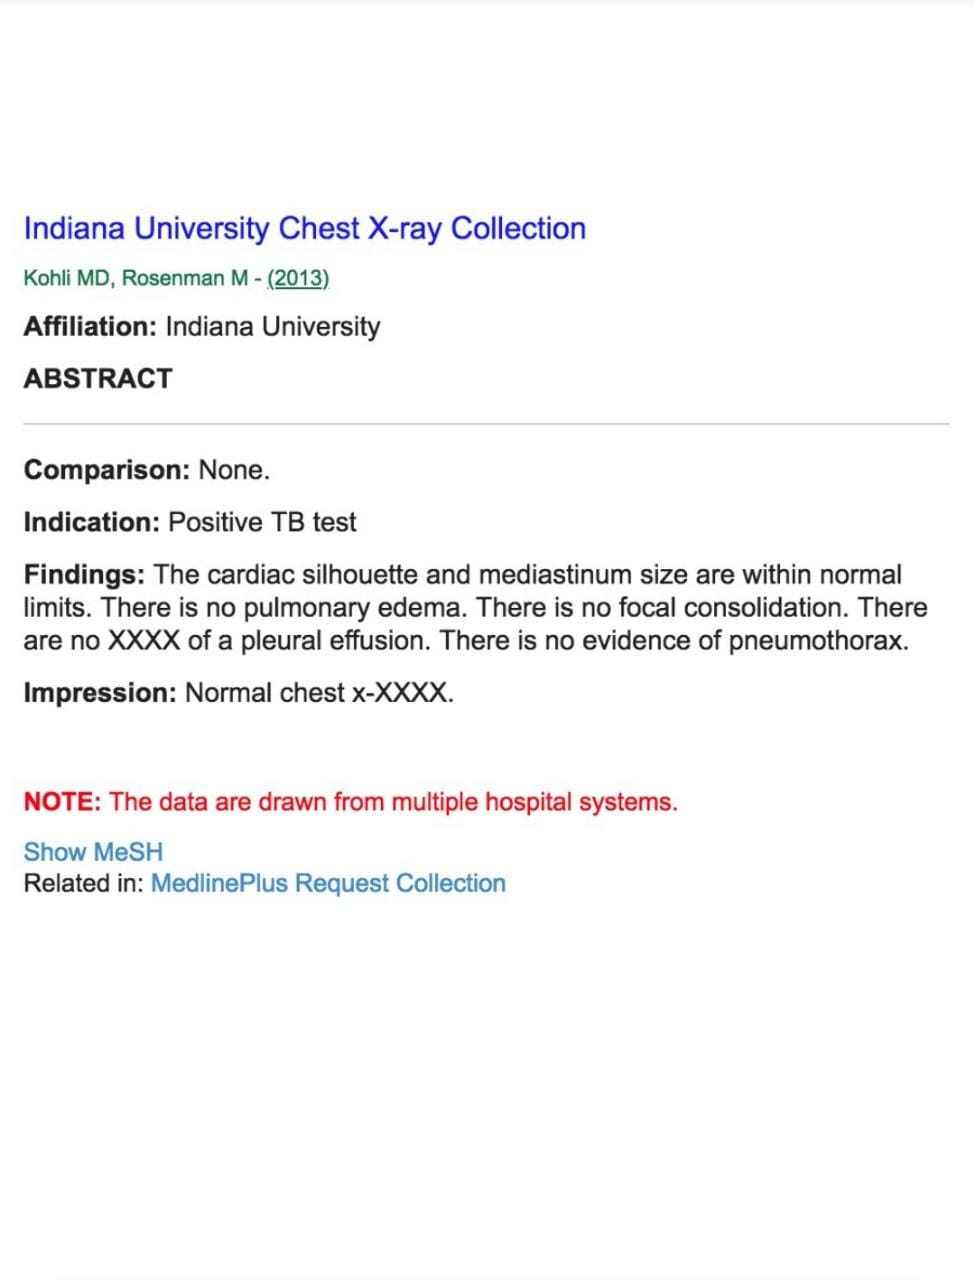 Indiana University Chest X-ray Collection
Kohli MD, Rosenman M - (2013)
Affiliation: Indiana University
ABSTRACT
Comparison: None.
Indication: Positive TB test
Findings: The cardiac silhouette and mediastinum size are within normal
limits. There is no pulmonary edema. There is no focal consolidation. There
are no XXXX of a pleural effusion. There is no evidence of pneumothorax.
Impression: Normal chest x-XXXX.
NOTE: The data are drawn from multiple hospital systems.
Show MeSH
Related in: MedlinePlus Request Collection